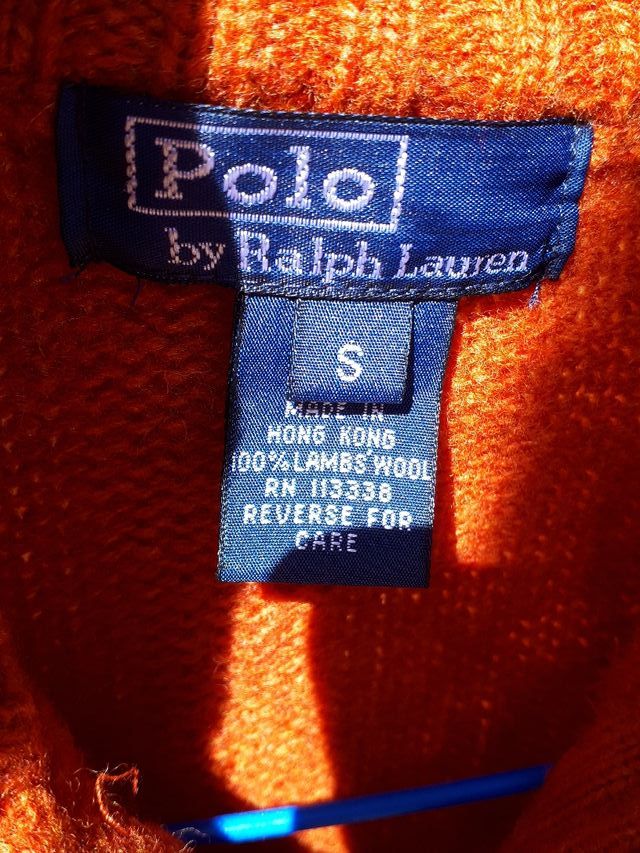 Polo
by Ralph Lauren
S
MADE IN
HONG KONG
100% LAMBS' WOOL
RN 113338
REVERSE FOR
CARE